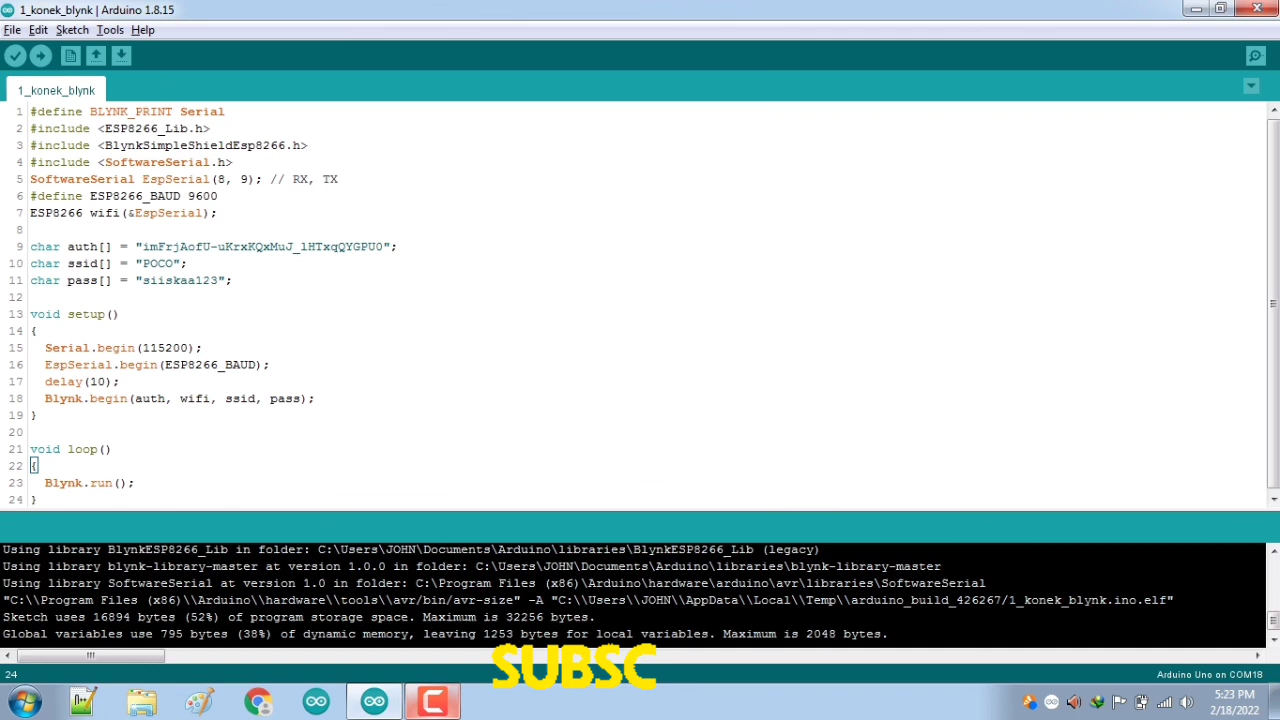 1_konek_blynk | Arduino 1.8.15
File Edit Sketch Tools Help
1_konek_blynk
1 #define BLYNK_PRINT Serial
2 #include <ESP8266_Lib.h>
3 #include <BlynkSimpleShieldEsp8266.h>
4 #include <SoftwareSerial.h>
5 SoftwareSerial EspSerial(8, 9); // RX, TX
6 #define ESP8266_BAUD 9600
7 ESP8266 wifi(&EspSerial);
8
9 char auth[] = "imFrjAofU-uKrxKQxMuJ_lHTxqQYGPU0";
10 char ssid[] = "POCO";
11 char pass[] = "siiskaa123";
12
13 void setup()
14 {
15 Serial.begin(115200);
16 EspSerial.begin(ESP8266_BAUD);
17 delay(10);
18 Blynk.begin(auth, wifi, ssid, pass);
19 }
20
21 void loop()
22 {
23 Blynk.run();
24 }
Using library BlynkESP8266_Lib in folder: C:\Users\JOHN\Documents\Arduino\libraries\BlynkESP8266_Lib (legacy)
Using library blynk-library-master at version 1.0.0 in folder: C:\Users\JOHN\Documents\Arduino\libraries\blynk-library-master
Using library SoftwareSerial at version 1.0 in folder: C:\Program Files (x86)\Arduino\hardware\arduino\avr\libraries\SoftwareSerial
"C:\\Program Files (x86)\\Arduino\\hardware\\tools\\avr/bin/avr-size" -A "C:\\Users\\JOHN\\AppData\\Local\\Temp\\arduino_build_426267/1_konek_blynk.ino.elf"
Sketch uses 16894 bytes (52%) of program storage space. Maximum is 32256 bytes.
Global variables use 795 bytes (38%) of dynamic memory, leaving 1253 bytes for local variables. Maximum is 2048 bytes.
SUBSC
24 Arduino Uno on COM18
5:23 PM
2/18/2022